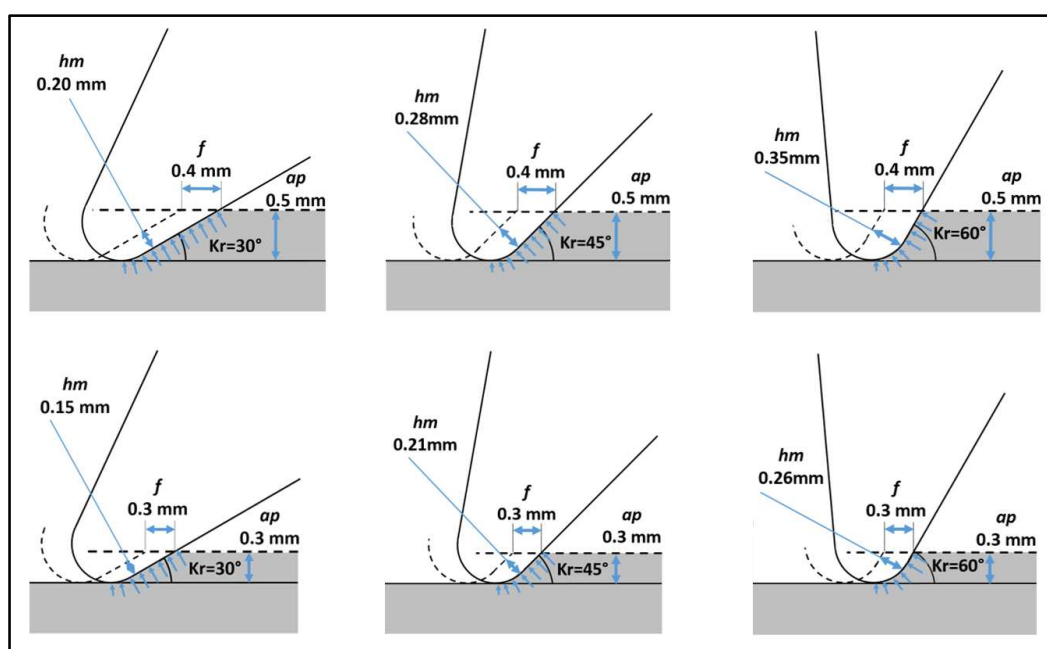 hm
0.20 mm
f
0.4 mm
ap
0.5 mm
Kr=30°
hm
0.28mm
f
0.4 mm
ap
0.5 mm
Kr=45°
hm
0.35mm
f
0.4 mm
ap
0.5 mm
Kr=60°
hm
0.15 mm
f
0.3 mm
ap
0.3 mm
Kr=30°
hm
0.21mm
f
0.3 mm
ap
0.3 mm
Kr=45°
hm
0.26mm
f
0.3 mm
ap
0.3 mm
Kr=60°